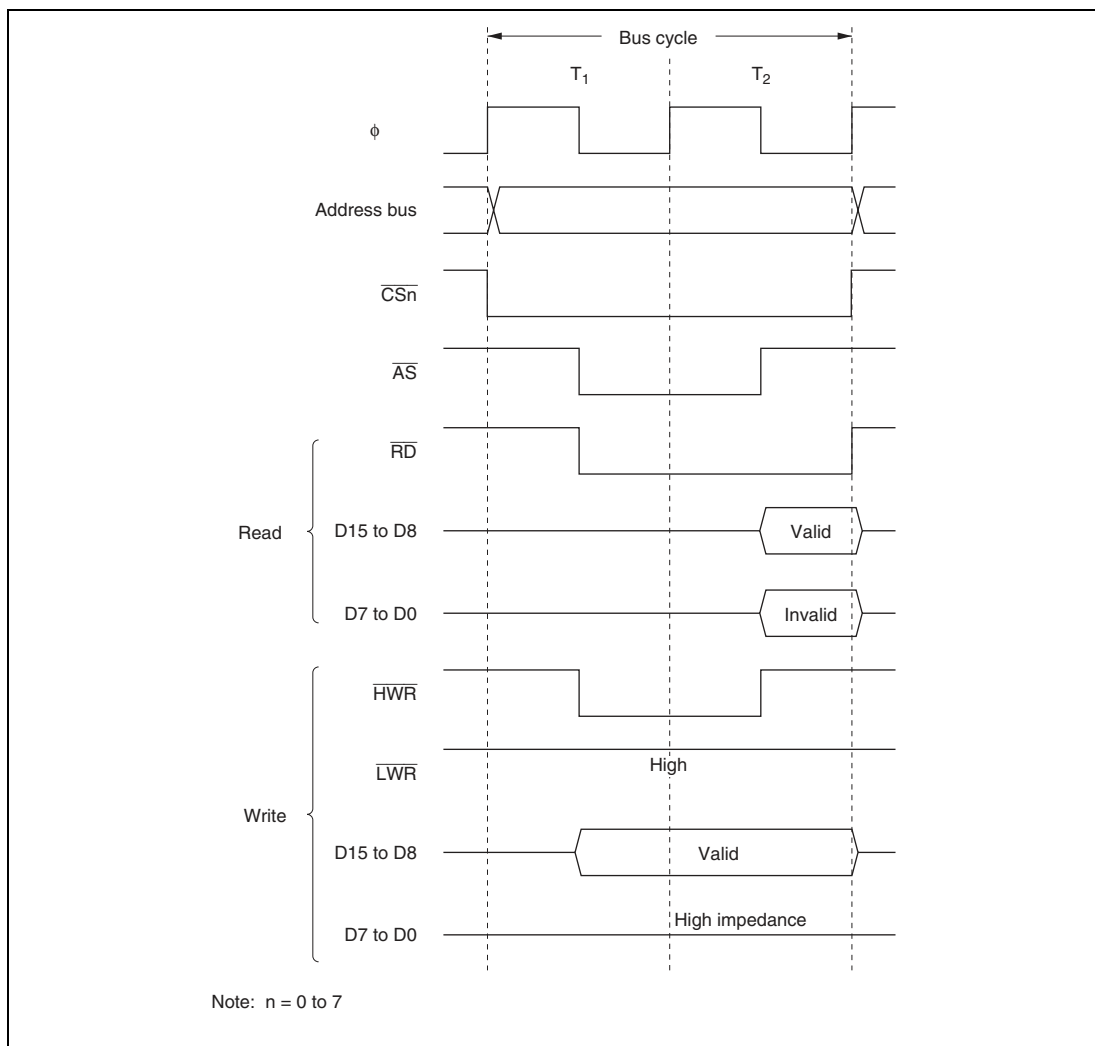 Bus cycle
T1 T2
ϕ
Address bus
CSn
AS
RD
Read
D15 to D8
Valid
D7 to D0
Invalid
HWR
LWR
High
Write
D15 to D8
Valid
D7 to D0
High impedance
Note: n = 0 to 7